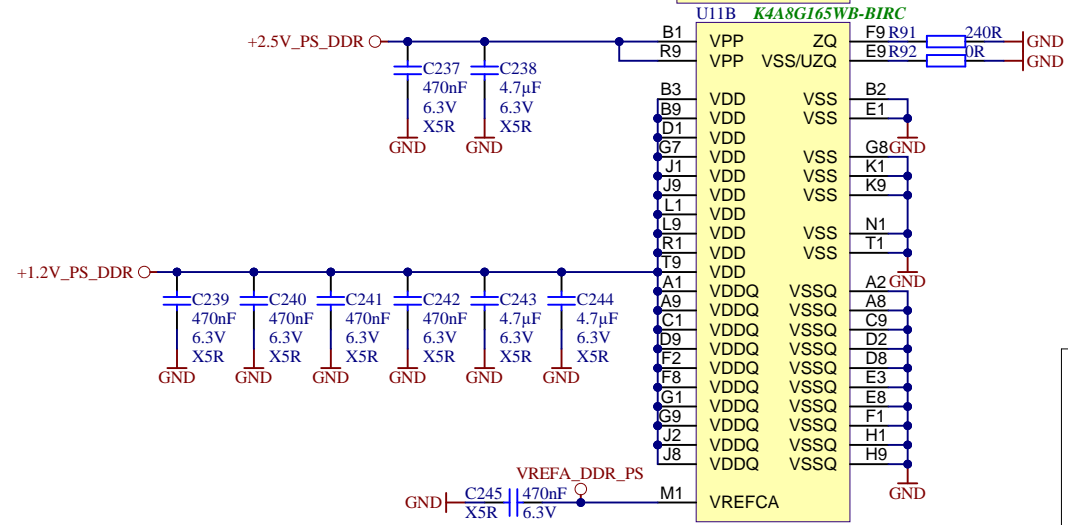 U11B K4A8G165WB-BIRC
+2.5V_PS_DDR
B1 VPP ZQ F9 R91 240R GND
R9 VPP VSS/UZQ E9 R92 0R GND
C237 C238
470nF 4.7µF
6.3V 6.3V
X5R X5R
GND GND
B3 VDD VSS B2
B9 VDD VSS E1
D1 VDD
GND
G7 VDD VSS G8
J1 VDD VSS K1
J9 VDD VSS K9
L1 VDD
L9 VDD VSS N1
R1 VDD VSS T1
+1.2V_PS_DDR
T9 VDD
GND
A1 VDDQ VSSQ A2
A9 VDDQ VSSQ A8
C1 VDDQ VSSQ C9
D9 VDDQ VSSQ D2
F2 VDDQ VSSQ D8
F8 VDDQ VSSQ E3
G1 VDDQ VSSQ E8
G9 VDDQ VSSQ F1
J2 VDDQ VSSQ H1
J8 VDDQ VSSQ H9
GND
C239 C240 C241 C242 C243 C244
470nF 470nF 470nF 470nF 4.7µF 4.7µF
6.3V 6.3V 6.3V 6.3V 6.3V 6.3V
X5R X5R X5R X5R X5R X5R
GND GND GND GND GND GND
VREFA_DDR_PS
GND C245 470nF M1 VREFCA
X5R 6.3V